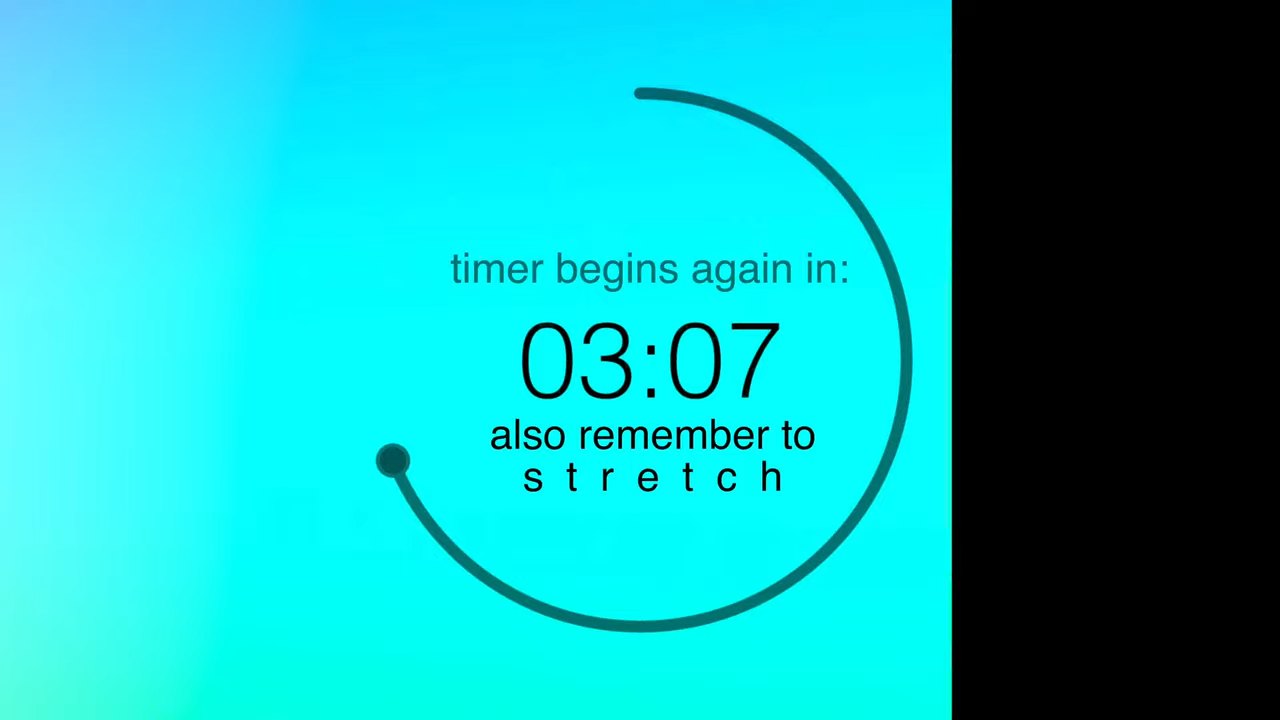 timer begins again in:
03:07
also remember to
s t r e t c h